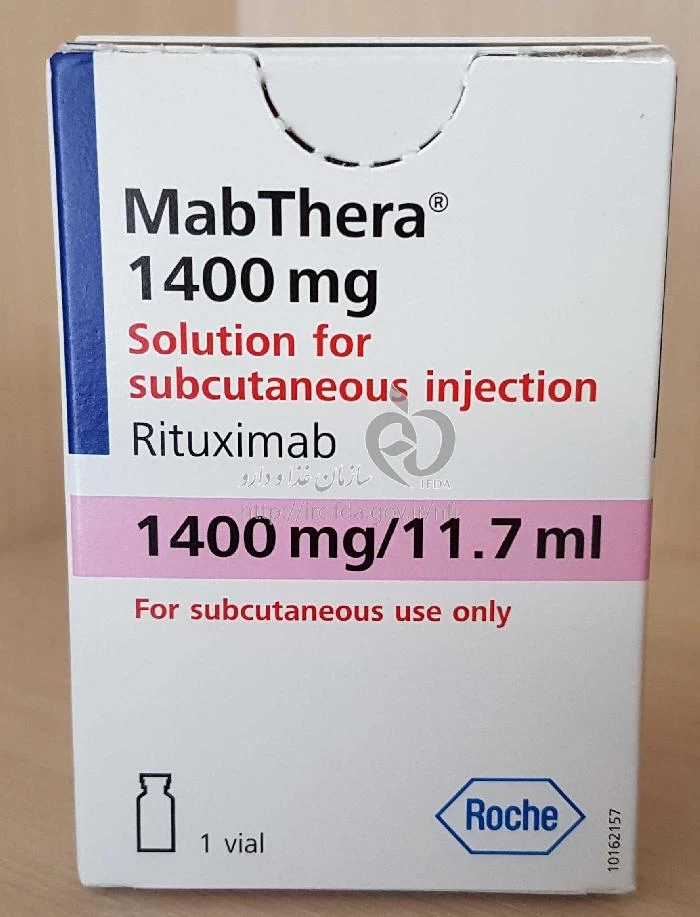 MabThera®
1400 mg
Solution for
subcutaneous injection
Rituximab
سازمان غذا و دارو
IFDA
http://irc.fda.gov.ir/nfi
1400 mg/11.7 ml
For subcutaneous use only
1 vial
Roche
10162157